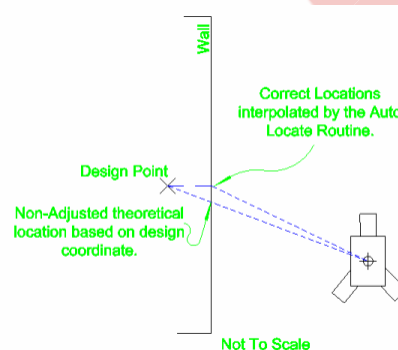 Wall
Correct Locations
interpolated by the Auto
Locate Routine.
Design Point
Non-Adjusted theoretical
location based on design
coordinate.
Not To Scale